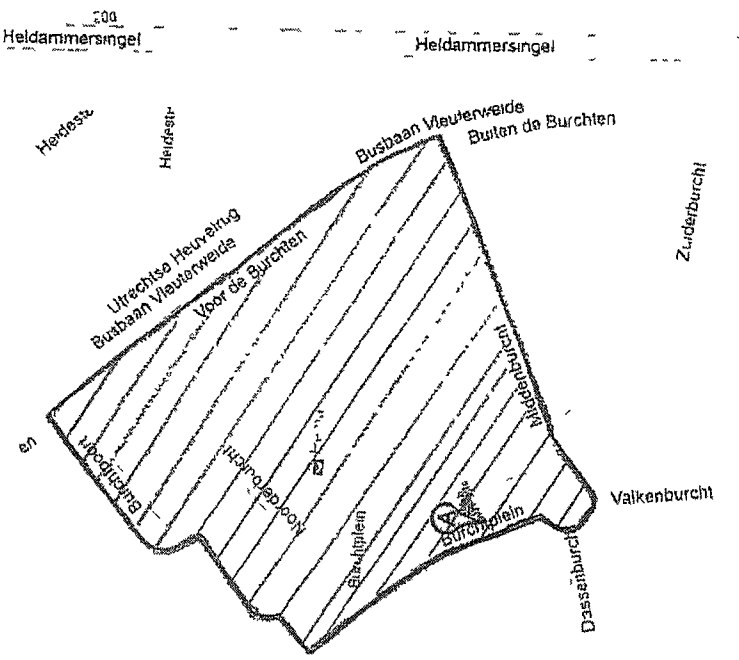 200
Heldammersingel
Heldammersingel
Heidestr
Heidestr
Busbaan Vleuterweide
Buiten de Burchten
Zuiderburcht
Utrechtse Heuvelrug
Busbaan Vleuterweide
Voor de Burchten
Middenburcht
en
Burchtpoort
Noorderburcht
Burchtplein
A
Burchtplein
Valkenburcht
Dassenburcht